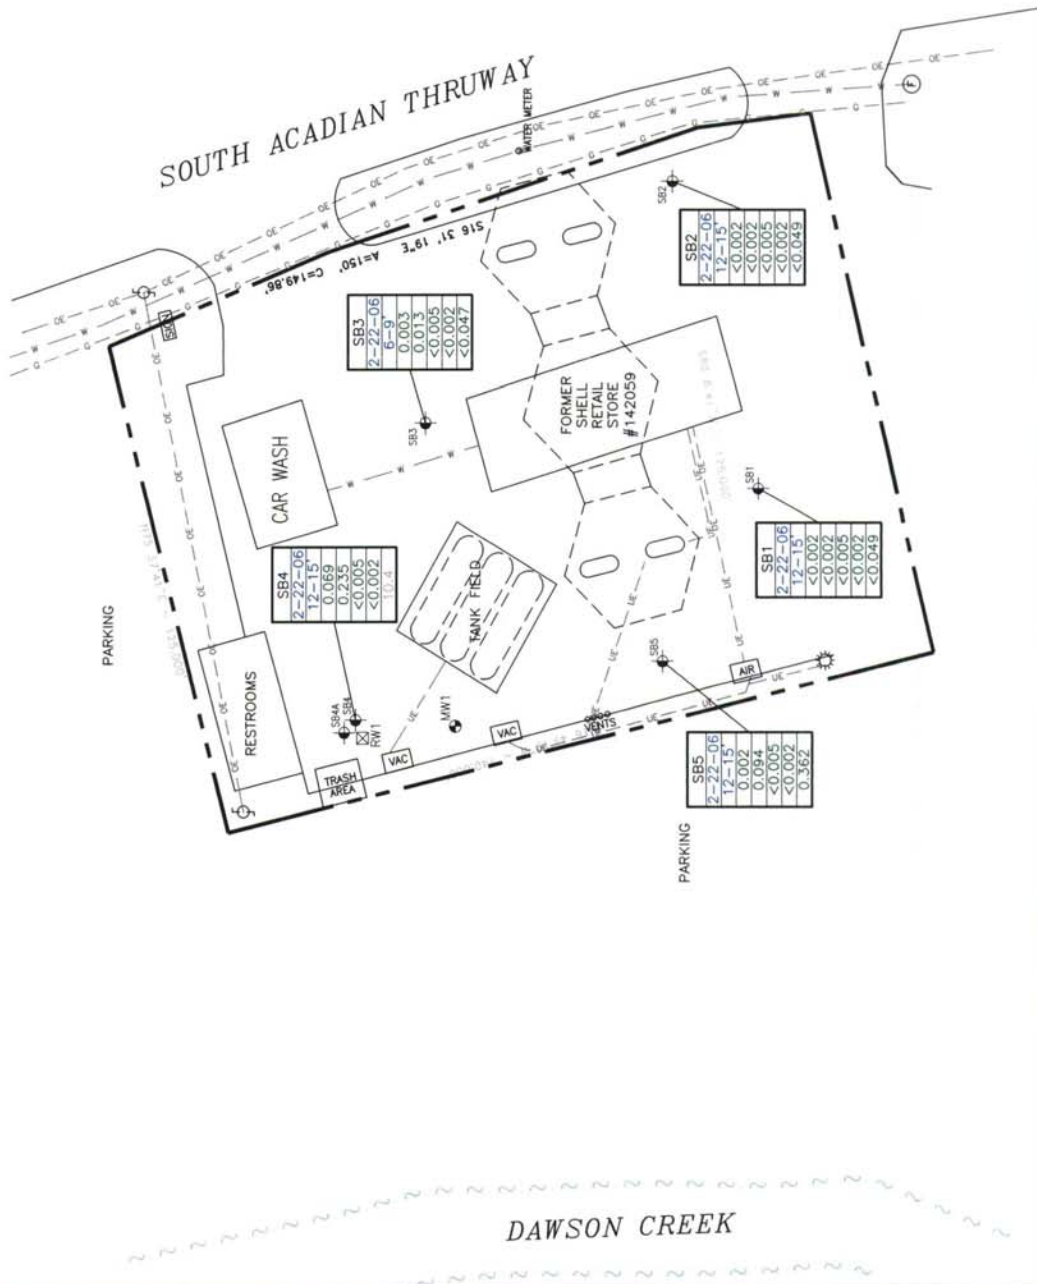 SOUTH ACADIAN THRUWAY
WATER METER
SIGN
S16 31' 19"E
A=150' C=149.86'
PARKING
CAR WASH
SB3
SB3
2-22-06
6-9'
0.003
0.013
<0.005
<0.002
<0.047
SB2
SB2
2-22-06
12-15'
<0.002
<0.002
<0.005
<0.002
<0.049
FORMER
SHELL
RETAIL
STORE
#142059
TANK FIELD
SB4
2-22-06
12-15'
0.069
0.235
<0.005
<0.002
10.4
SB1
SB1
2-22-06
12-15'
<0.002
<0.002
<0.005
<0.002
<0.049
RESTROOMS
SB4A
SB4
RW1
MW1
SB5
TRASH
AREA
VAC
VAC
VENTS
AIR
SB5
2-22-06
12-15'
0.002
0.094
<0.005
<0.002
0.362
PARKING
DAWSON CREEK